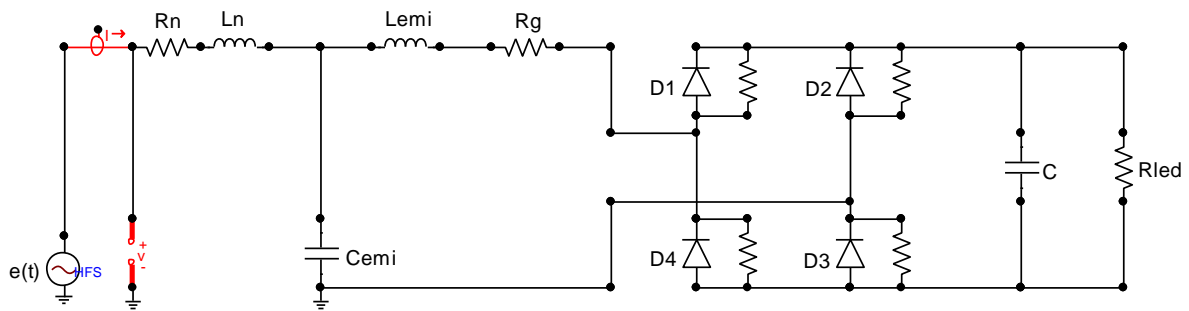 Rn
Ln
Lemi
Rg
I
D1
D2
C
Rled
e(t)
HFS
+
v
-
Cemi
D4
D3